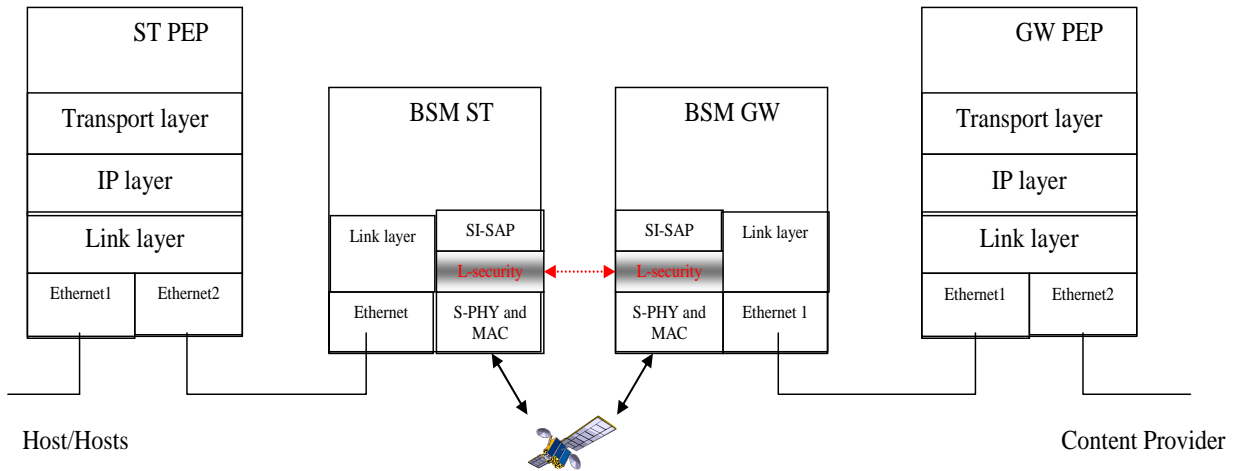 ST PEP
Transport layer
IP layer
Link layer
Ethernet1
Ethernet2
Host/Hosts
BSM ST
Link layer
SI-SAP
L-security
Ethernet
S-PHY and
MAC
BSM GW
SI-SAP
Link layer
L-security
S-PHY and
MAC
Ethernet 1
GW PEP
Transport layer
IP layer
Link layer
Ethernet1
Ethernet2
Content Provider